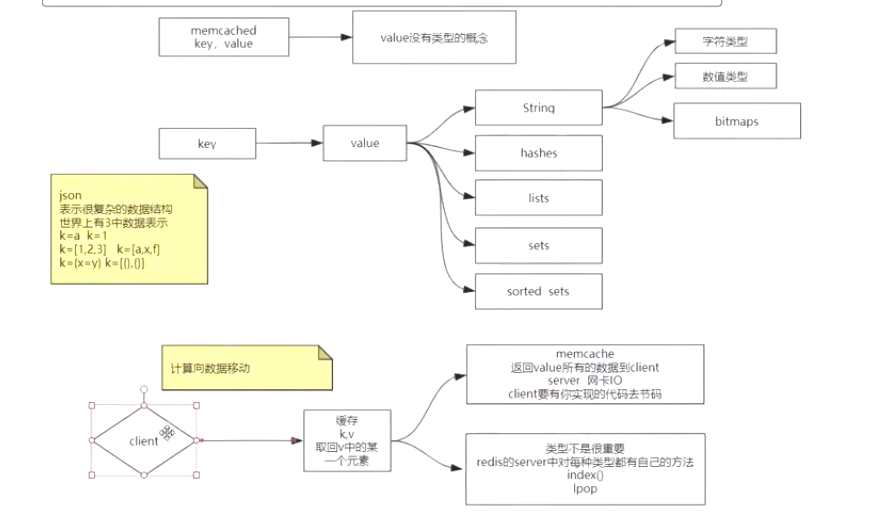 memcached
key, value
value没有类型的概念
字符类型
数值类型
bitmaps
String
key
value
hashes
lists
sets
sorted sets
json
表示很复杂的数据结构
世界上有3中数据表示
k=a k=1
k=[1,2,3] k=[a,x,f]
k={x=y} k=[{},{}]
计算向数据移动
client
缓存
k,v
取回v中的某
一个元素
memcache
返回value所有的数据到client
server 网卡IO
client要有你实现的代码去节码
类型不是很重要
redis的server中对每种类型都有自己的方法
index()
lpop